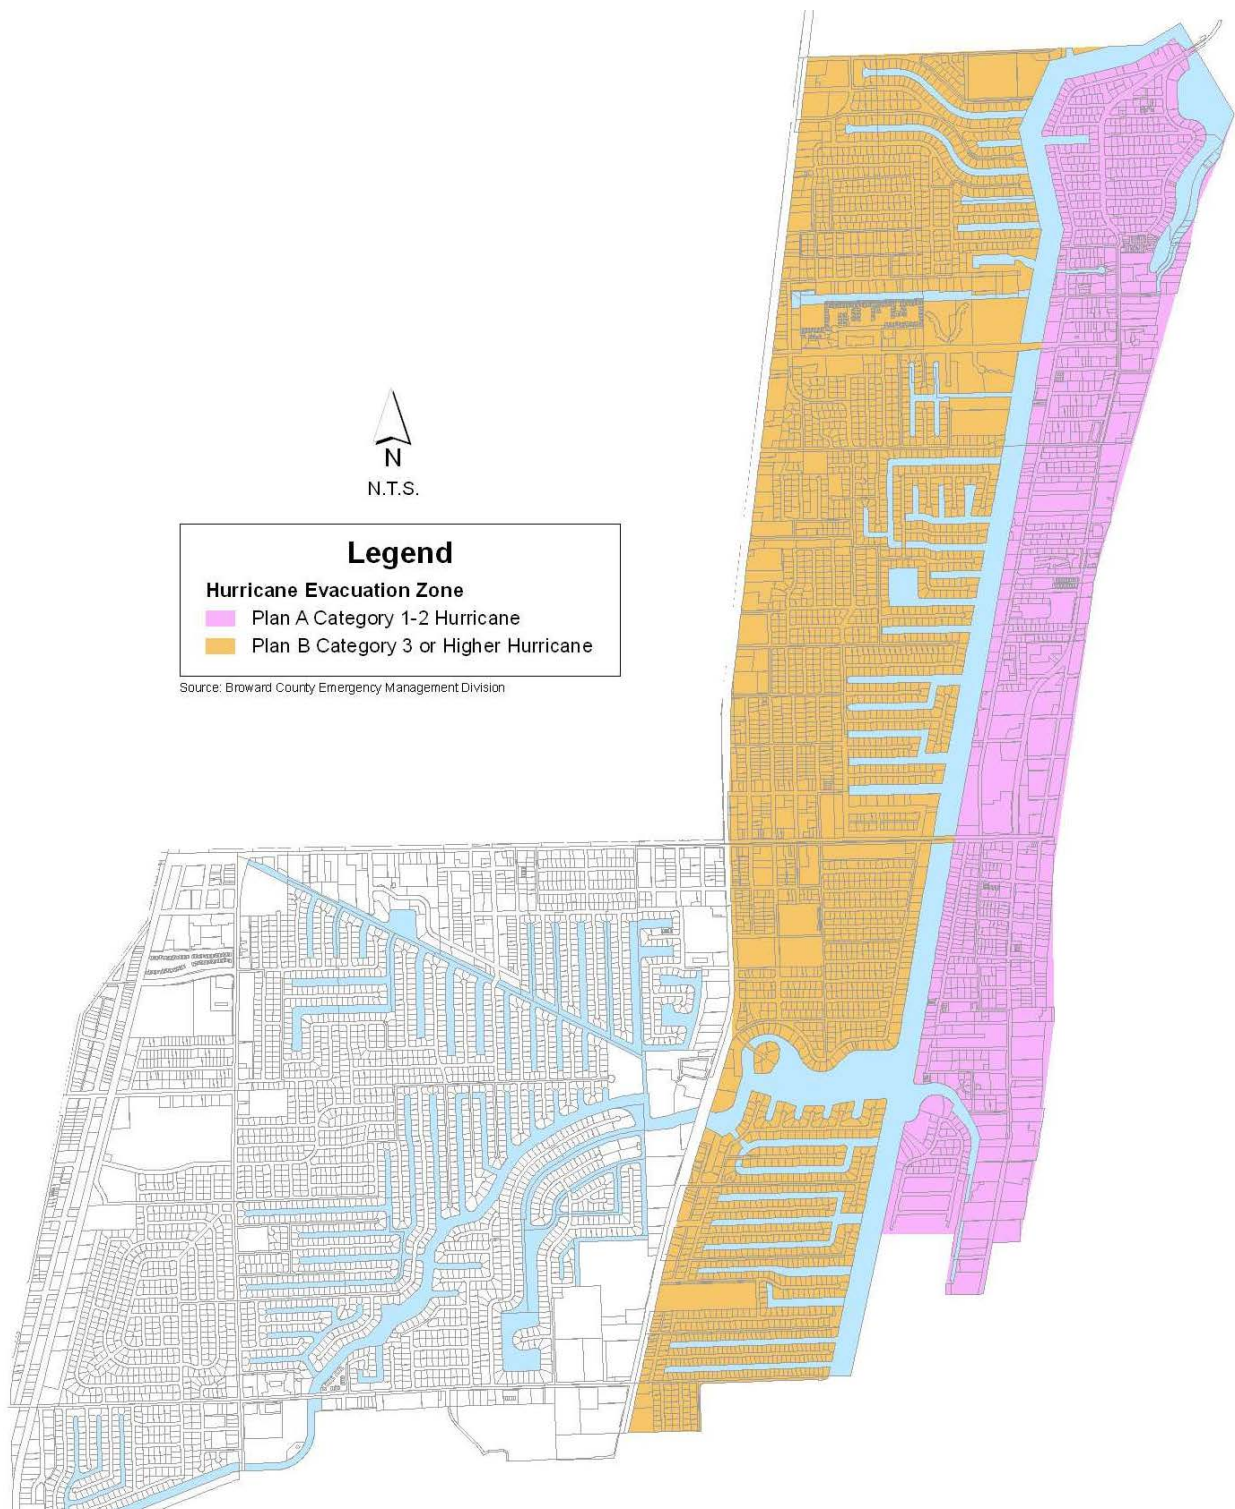 N
N.T.S.
Legend
Hurricane Evacuation Zone
Plan A Category 1-2 Hurricane
Plan B Category 3 or Higher Hurricane
Source: Broward County Emergency Management Division